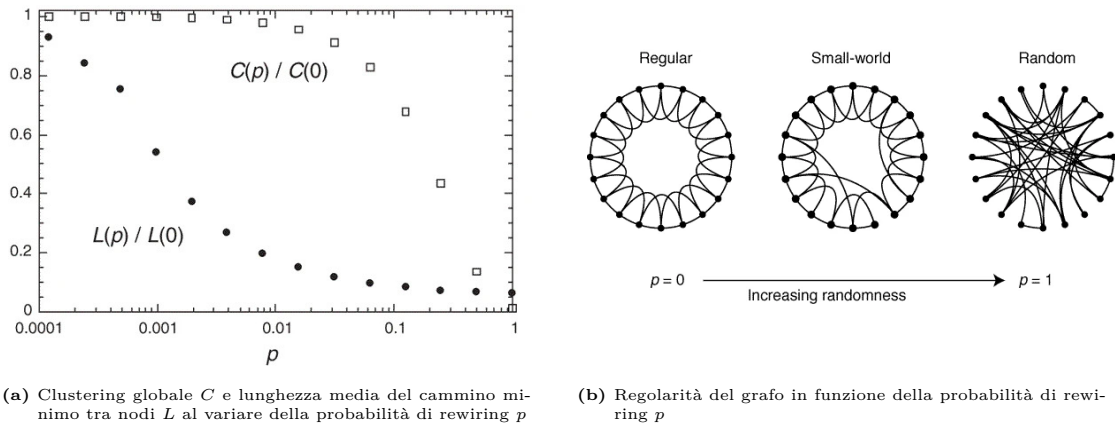 1
0.8
0.6
0.4
0.2
0
C(p) / C(0)
L(p) / L(0)
0.0001
0.001
0.01
0.1
1
p
(a) Clustering globale C e lunghezza media del cammino mi-
nimo tra nodi L al variare della probabilità di rewiring p
Regular
Small-world
Random
p = 0
p = 1
Increasing randomness
(b) Regolarità del grafo in funzione della probabilità di rewi-
ring p